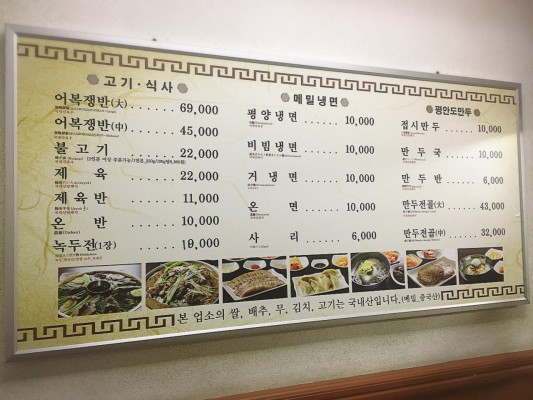 고기·식사
어복쟁반(大) 69,000
어복쟁반(中) 45,000
불고기 22,000
제육 22,000
제육반 11,000
온반 10,000
녹두전(1장) 10,000
메밀냉면
평양냉면 10,000
비빔냉면 10,000
겨냉면 10,000
온면 10,000
사리 6,000
평안도만두
접시만두 10,000
만두국 10,000
만두반 6,000
만두전골(大) 43,000
만두전골(中) 32,000
본 업소의 쌀, 배추, 무, 김치, 고기는 국내산입니다.(메밀_중국산)